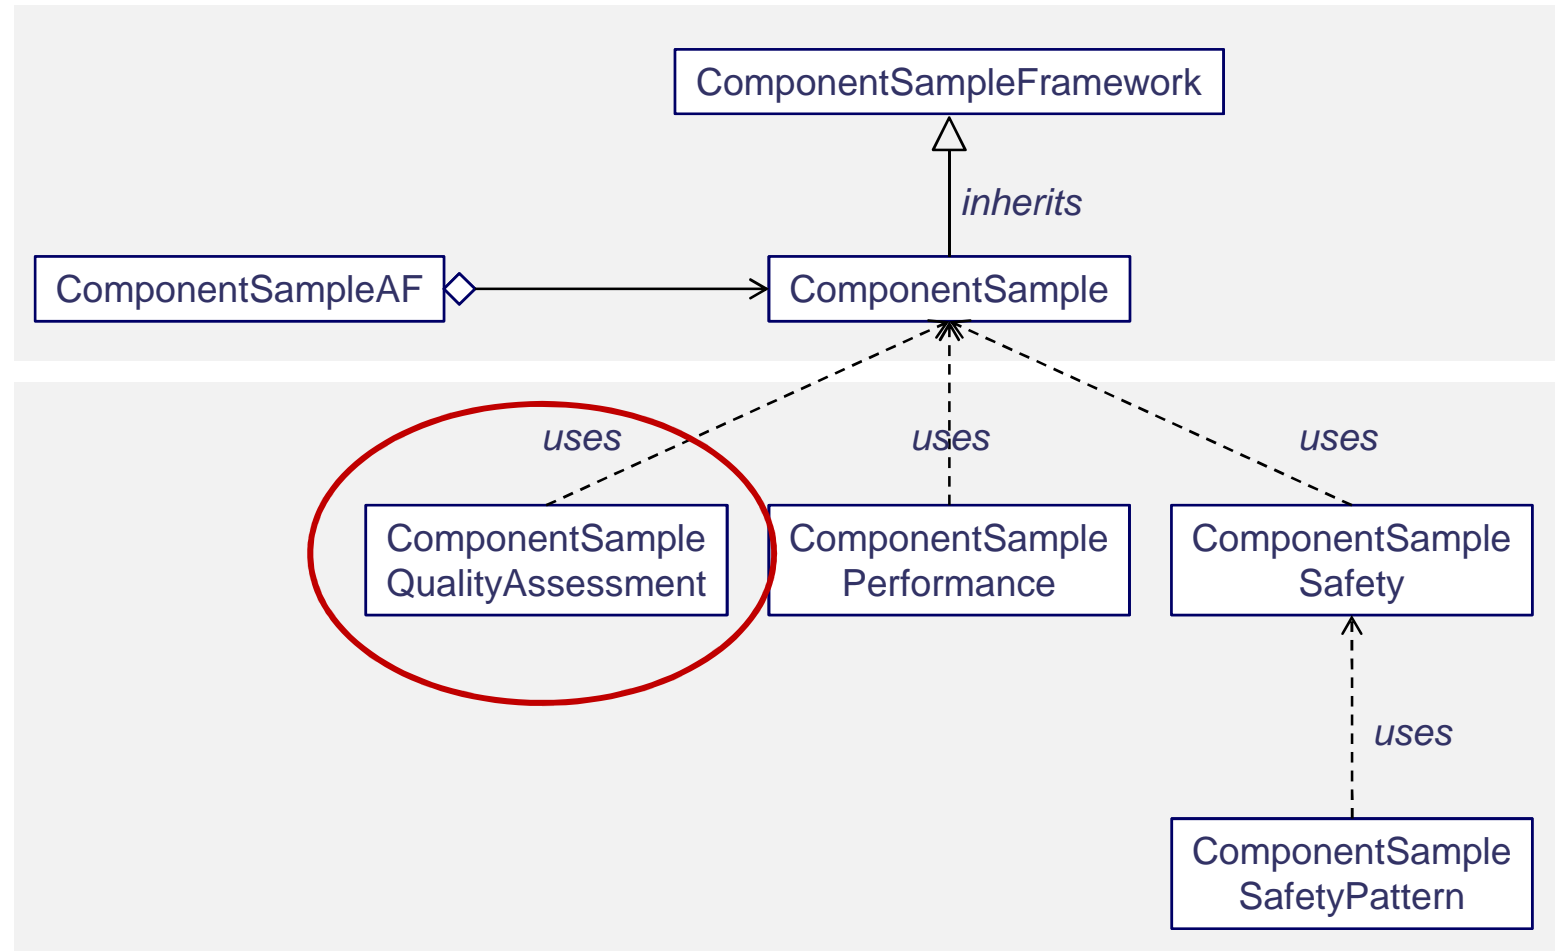 ComponentSampleFramework
inherits
ComponentSampleAF
ComponentSample
uses
uses
uses
ComponentSample
QualityAssessment
ComponentSample
Performance
ComponentSample
Safety
uses
ComponentSample
SafetyPattern